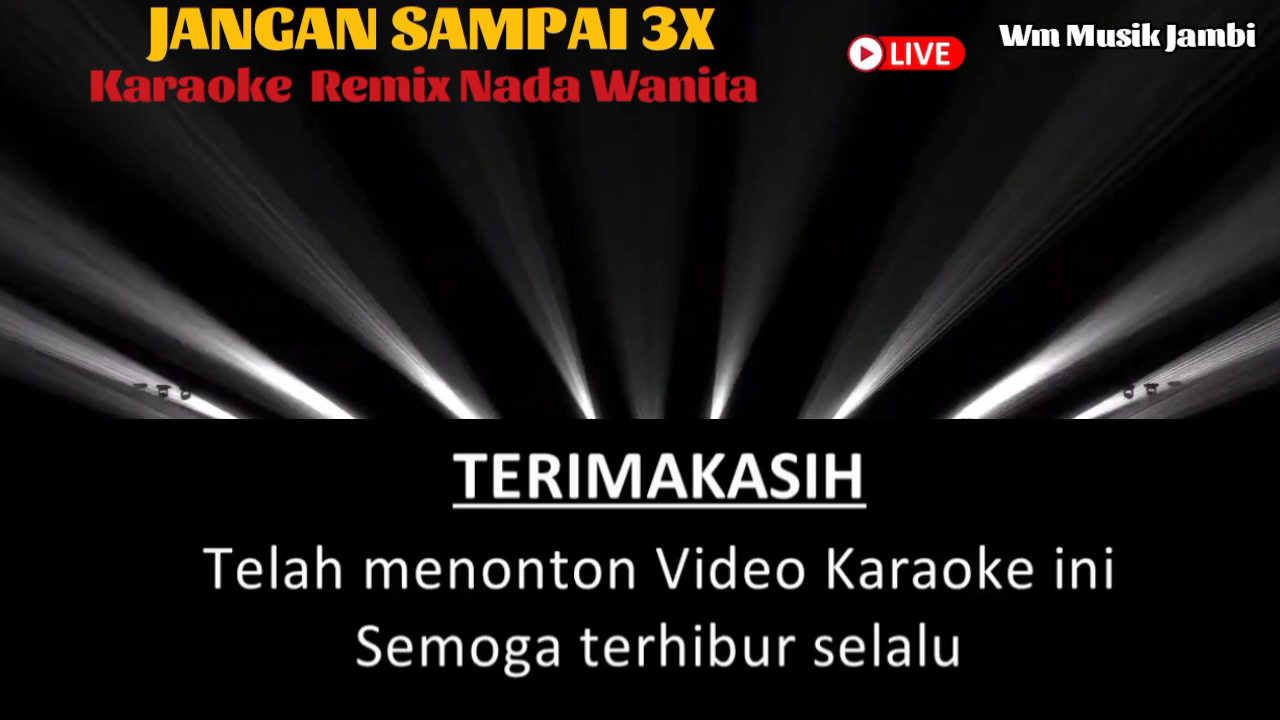 JANGAN SAMPAI 3X
Karaoke Remix Nada Wanita
LIVE
Wm Musik Jambi
TERIMAKASIH
Telah menonton Video Karaoke ini
Semoga terhibur selalu